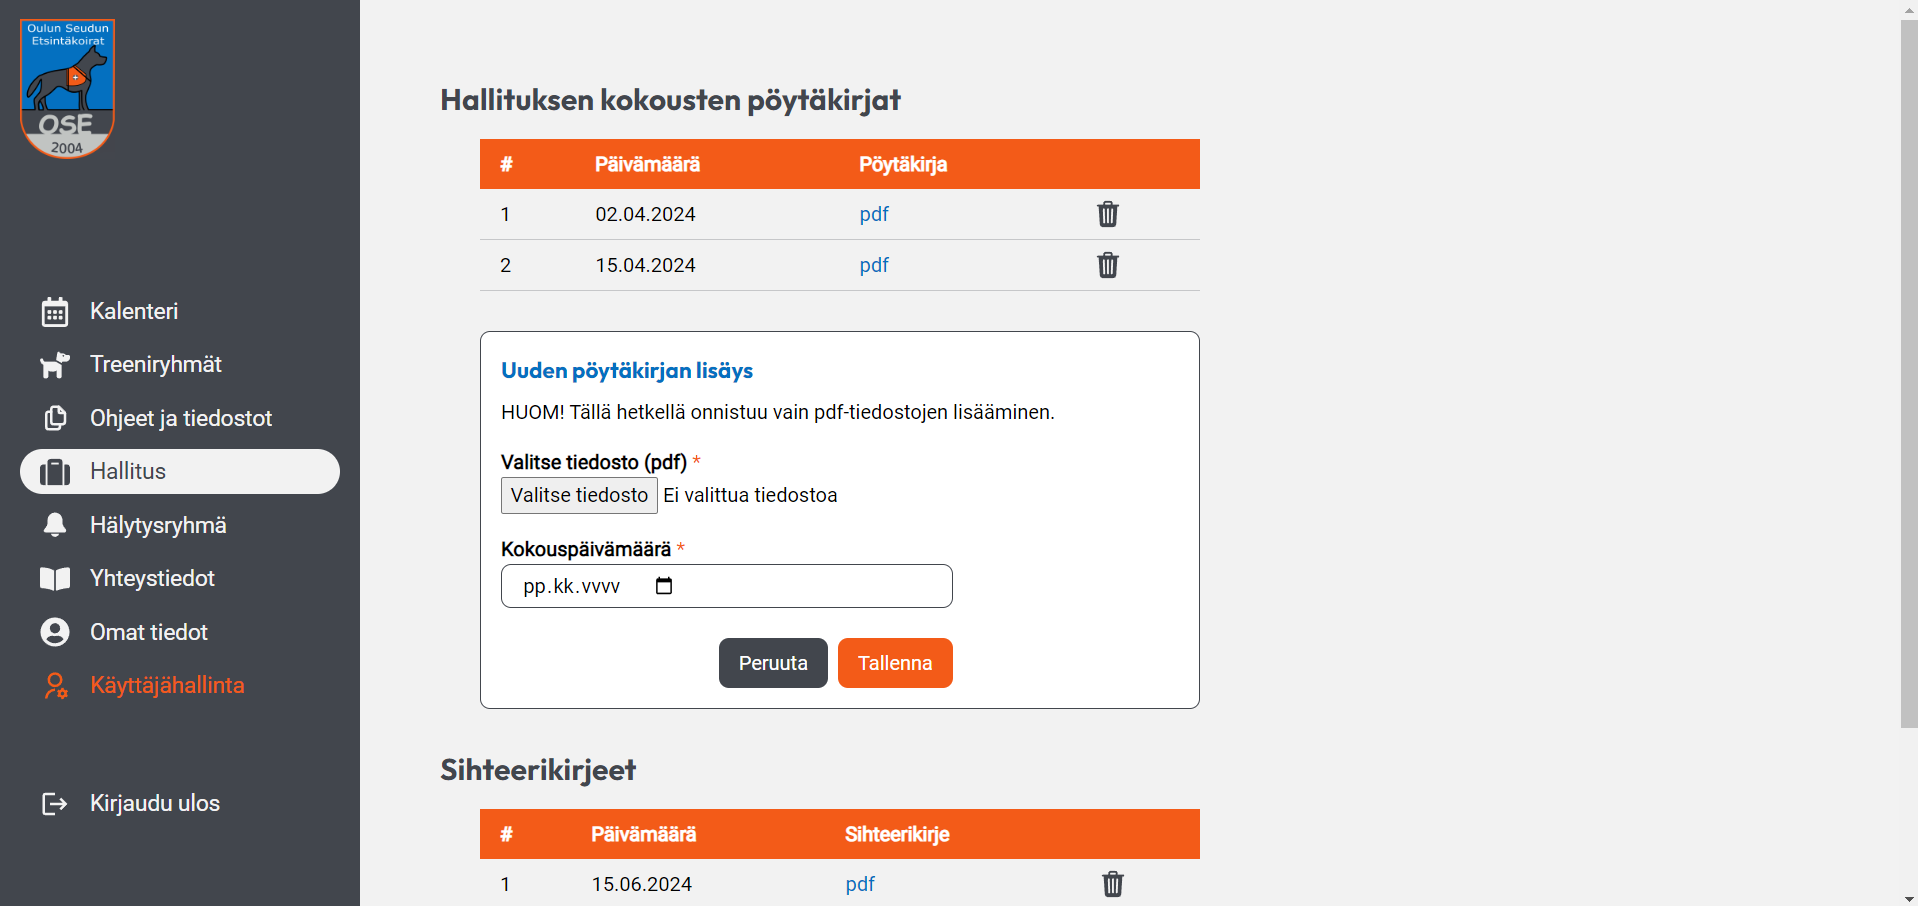 Oulun Seudun
Etsintäkoirat
OSE
2004
Kalenteri
Treeniryhmät
Ohjeet ja tiedostot
Hallitus
Hälytysryhmä
Yhteystiedot
Omat tiedot
Käyttäjähallinta
Kirjaudu ulos
Hallituksen kokousten pöytäkirjat
# Päivämäärä Pöytäkirja
1 02.04.2024 pdf
2 15.04.2024 pdf
Uuden pöytäkirjan lisäys
HUOM! Tällä hetkellä onnistuu vain pdf-tiedostojen lisääminen.
Valitse tiedosto (pdf) *
Valitse tiedosto Ei valittua tiedostoa
Kokouspäivämäärä *
pp.kk.vvvv
Peruuta Tallenna
Sihteerikirjeet
# Päivämäärä Sihteerikirje
1 15.06.2024 pdf